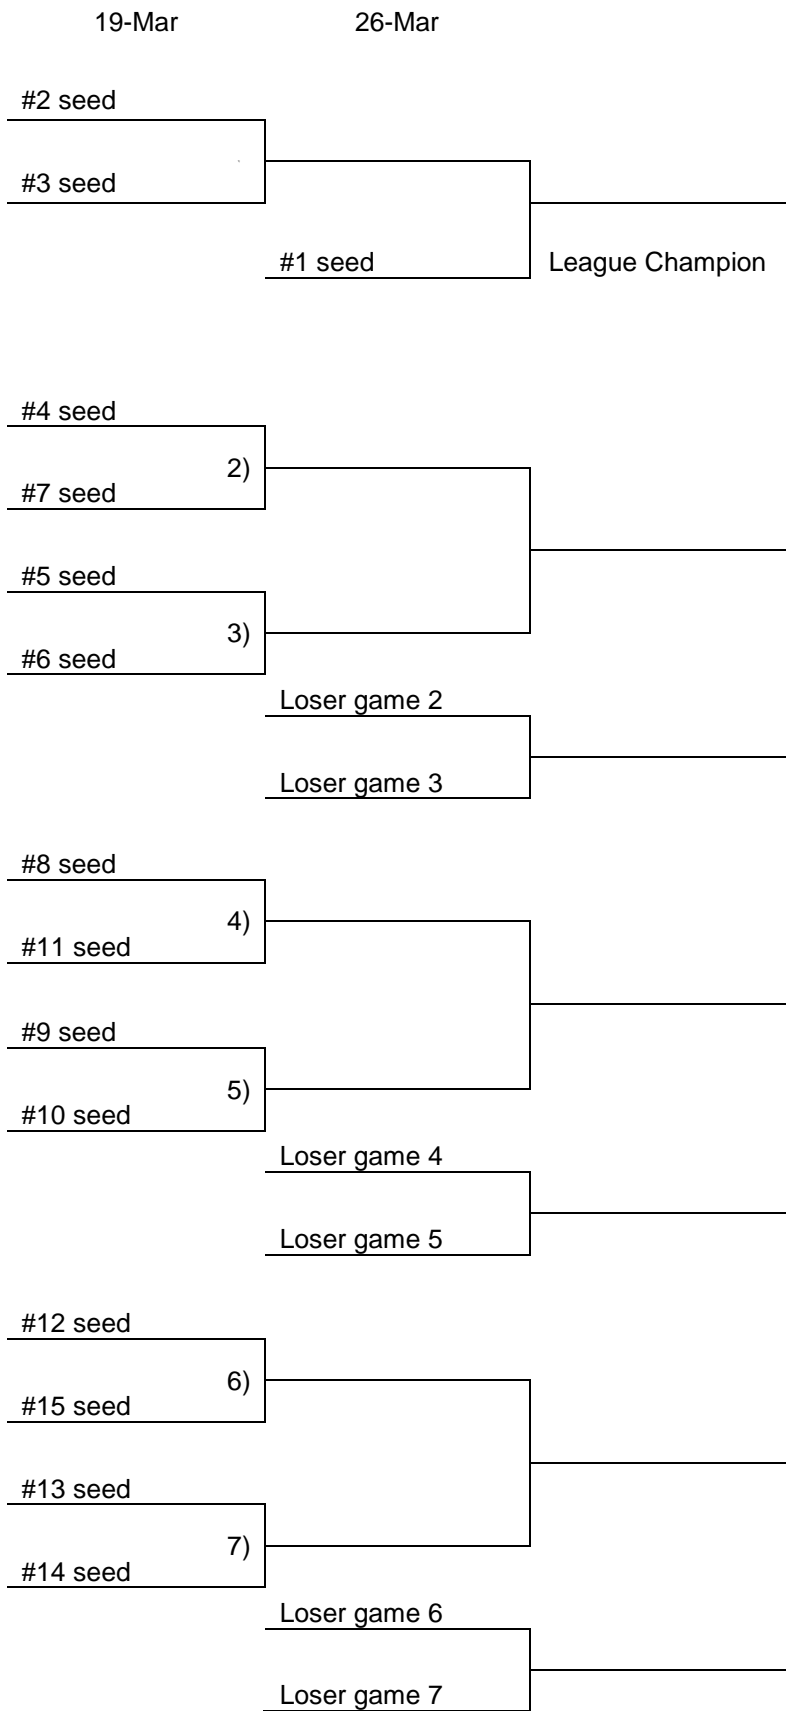 19-Mar 26-Mar
#2 seed
#3 seed
#1 seed League Champion
#4 seed
2)
#7 seed
#5 seed
3)
#6 seed
Loser game 2
Loser game 3
#8 seed
4)
#11 seed
#9 seed
5)
#10 seed
Loser game 4
Loser game 5
#12 seed
6)
#15 seed
#13 seed
7)
#14 seed
Loser game 6
Loser game 7